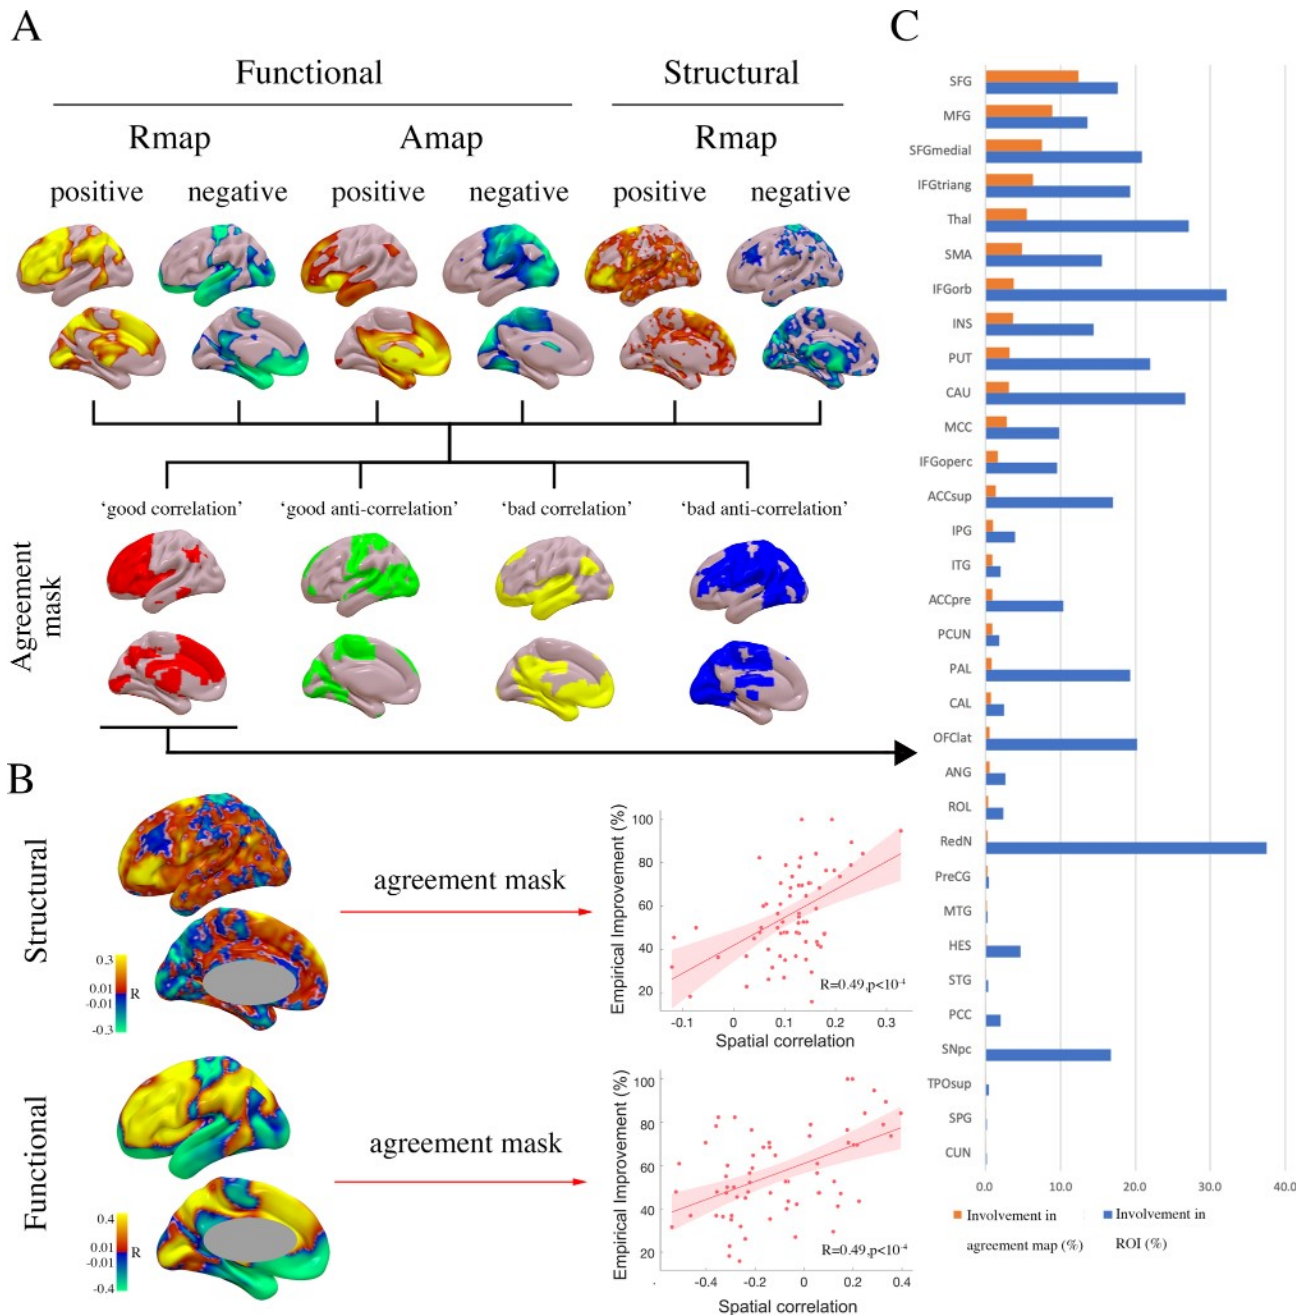 A
Functional
Structural
Rmap
Amap
Rmap
positive
negative
positive
negative
positive
negative
‘good correlation’
‘good anti-correlation’
‘bad correlation’
‘bad anti-correlation’
Agreement
mask
B
Structural
0.3
0.01
-0.01
-0.3
R
agreement mask
Empirical Improvement (%)
100
80
60
40
20
R=0.49,p<10⁻⁴
-0.1
0
0.1
0.2
0.3
Spatial correlation
Functional
0.4
0.01
-0.01
-0.4
R
agreement mask
Empirical Improvement (%)
100
80
60
40
20
R=0.49,p<10⁻⁴
-0.4
-0.2
0
0.2
0.4
Spatial correlation
C
SFG
MFG
SFGmedial
IFGtriang
Thal
SMA
IFGorb
INS
PUT
CAU
MCC
IFGoperc
ACCsup
IPG
ITG
ACCpre
PCUN
PAL
CAL
OFClat
ANG
ROL
RedN
PreCG
MTG
HES
STG
PCC
SNpc
TPOsup
SPG
CUN
0.0
10.0
20.0
30.0
40.0
Involvement in
agreement map (%)
Involvement in
ROI (%)